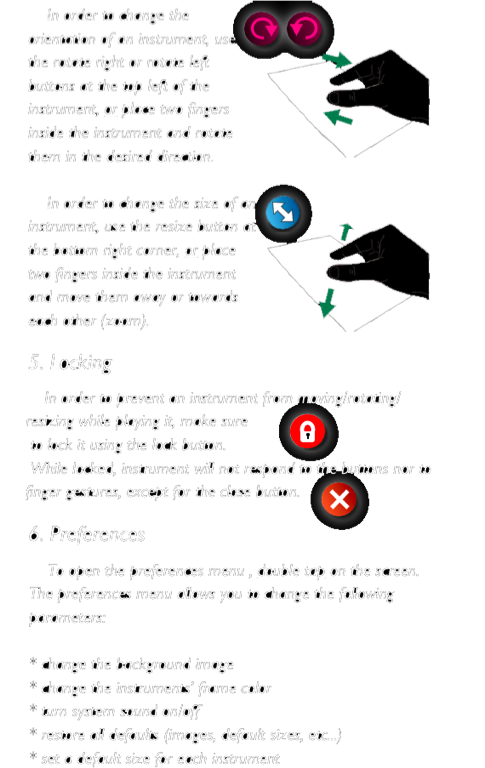 In order to change the
orientation of an instrument, use
the rotate right or rotate left
buttons at the top left of the
instrument, or place two fingers
inside the instrument and rotate
them in the desired direction.
In order to change the size of an
instrument, use the resize button at
the bottom right corner, or place
two fingers inside the instrument
and move them away or towards
each other (zoom).
5. Locking
In order to prevent an instrument from moving/rotating/
resizing while playing it, make sure
to lock it using the lock button.
While locked, instrument will not respond to the buttons nor to
finger gestures, except for the close button.
6. Preferences
To open the preferences menu , double tap on the screen.
The preferences menu allows you to change the following
parameters:
* change the background image
* change the instruments' frame color
* turn system sound on/off
* restore all defaults (images, default sizes, etc...)
* set a default size for each instrument